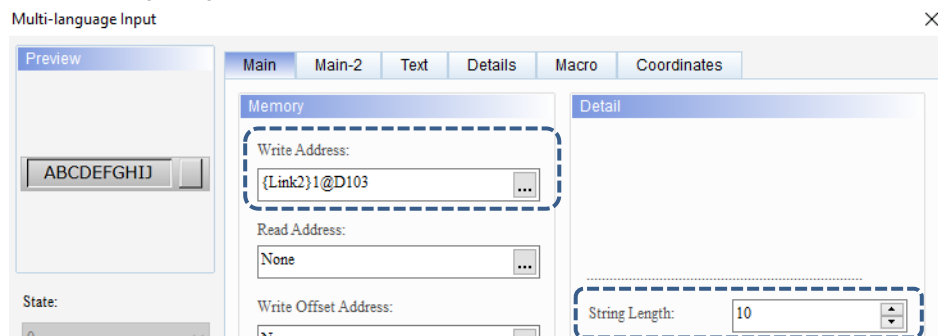 Multi-language Input
Preview
ABCDEFGHIJ
State:
Main Main-2 Text Details Macro Coordinates
Memory
Write Address:
{Link2}1@D103
...
Read Address:
None
...
Write Offset Address:
Detail
String Length: 10